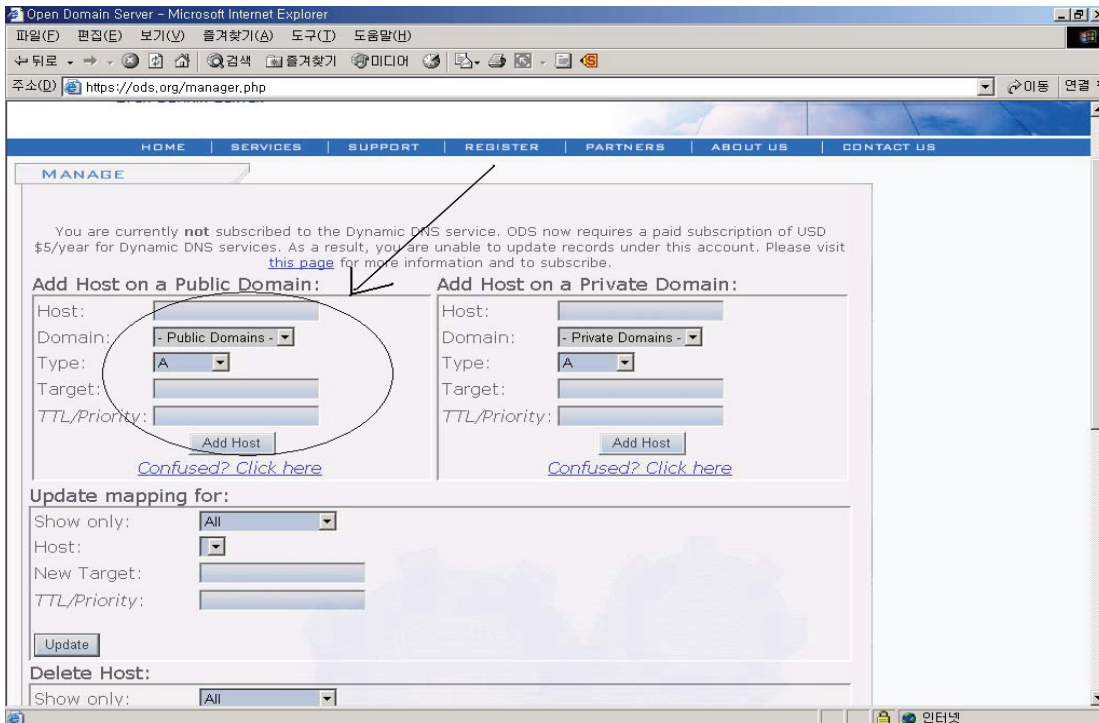 Open Domain Server - Microsoft Internet Explorer
파일(F) 편집(E) 보기(V) 즐겨찾기(A) 도구(T) 도움말(H)
뒤로 검색 즐겨찾기 미디어
주소(D) https://ods.org/manager.php 이동 연결
HOME | SERVICES | SUPPORT | REGISTER | PARTNERS | ABOUT US | CONTACT US
MANAGE
You are currently not subscribed to the Dynamic DNS service. ODS now requires a paid subscription of USD
$5/year for Dynamic DNS services. As a result, you are unable to update records under this account. Please visit
this page for more information and to subscribe.
Add Host on a Public Domain:
Host:
Domain: - Public Domains -
Type: A
Target:
TTL/Priority:
Add Host
Confused? Click here
Add Host on a Private Domain:
Host:
Domain: - Private Domains -
Type: A
Target:
TTL/Priority:
Add Host
Confused? Click here
Update mapping for:
Show only: All
Host:
New Target:
TTL/Priority:
Update
Delete Host:
Show only: All
인터넷